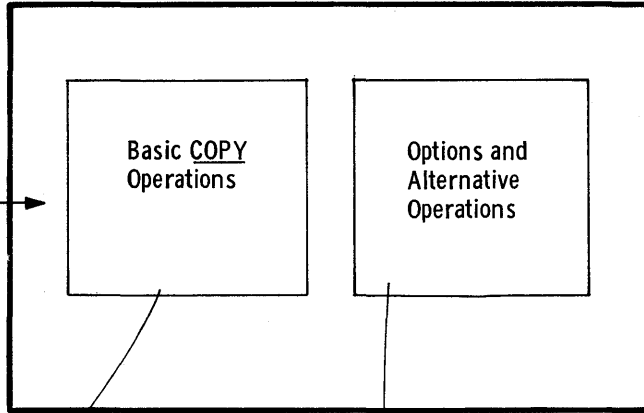 Basic COPY
Operations
Options and
Alternative
Operations